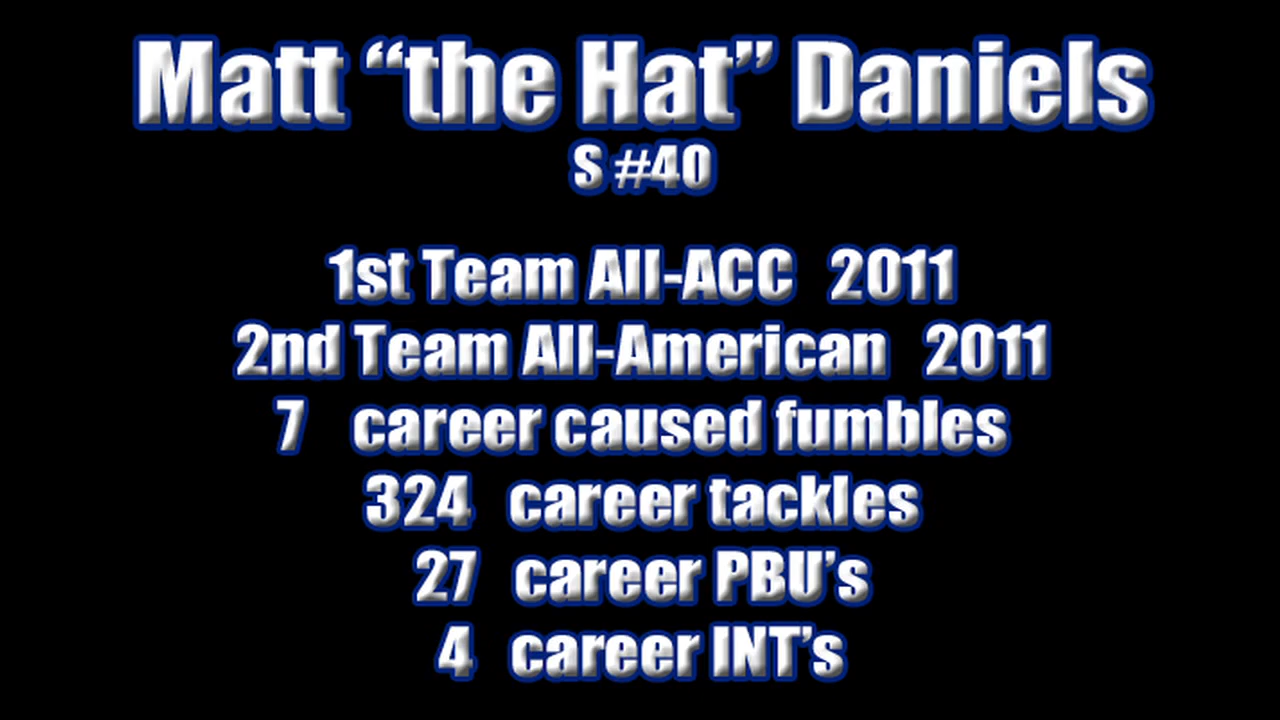 Matt “the Hat” Daniels
S #40
1st Team All-ACC 2011
2nd Team All-American 2011
7 career caused fumbles
324 career tackles
27 career PBU’s
4 career INT’s